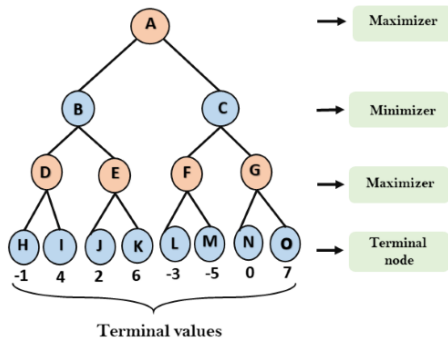 A
Maximizer
B
C
Minimizer
D
E
F
G
Maximizer
H
I
J
K
L
M
N
O
Terminal
node
-1
4
2
6
-3
-5
0
7
Terminal values